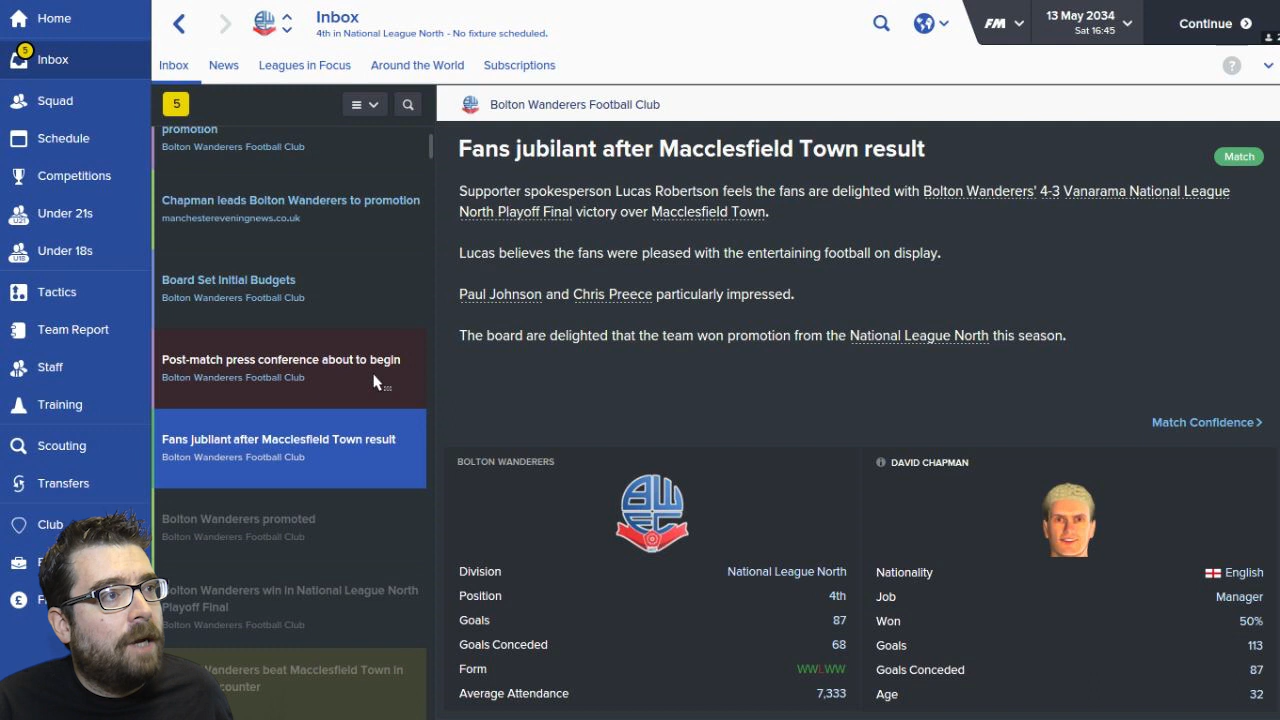 Home
5
Inbox
Squad
Schedule
Competitions
Under 21s
Under 18s
Tactics
Team Report
Staff
Training
Scouting
Transfers
Club
Inbox
4th in National League North - No fixture scheduled.
FM
13 May 2034
Sat 16:45
Continue
Inbox News Leagues in Focus Around the World Subscriptions
?
5
promotion
Bolton Wanderers Football Club
Chapman leads Bolton Wanderers to promotion
manchestereveningnews.co.uk
Board Set Initial Budgets
Bolton Wanderers Football Club
Post-match press conference about to begin
Bolton Wanderers Football Club
Fans jubilant after Macclesfield Town result
Bolton Wanderers Football Club
Bolton Wanderers promoted
Bolton Wanderers Football Club
Bolton Wanderers win in National League North
Playoff Final
Bolton Wanderers Football Club
Wanderers beat Macclesfield Town in
counter
Bolton Wanderers Football Club
Fans jubilant after Macclesfield Town result
Match
Supporter spokesperson Lucas Robertson feels the fans are delighted with Bolton Wanderers' 4-3 Vanarama National League
North Playoff Final victory over Macclesfield Town.
Lucas believes the fans were pleased with the entertaining football on display.
Paul Johnson and Chris Preece particularly impressed.
The board are delighted that the team won promotion from the National League North this season.
Match Confidence
BOLTON WANDERERS
Division National League North
Position 4th
Goals 87
Goals Conceded 68
Form WWLWW
Average Attendance 7,333
DAVID CHAPMAN
Nationality English
Job Manager
Won 50%
Goals 113
Goals Conceded 87
Age 32